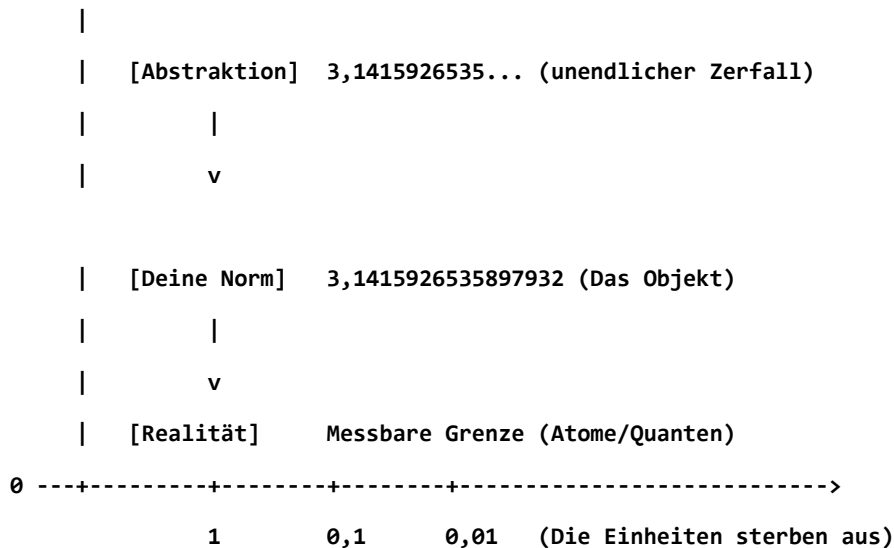 |
| [Abstraktion] 3,1415926535... (unendlicher Zerfall)
| |
| v
| [Deine Norm] 3,1415926535897932 (Das Objekt)
| |
| v
| [Realität] Messbare Grenze (Atome/Quanten)
0 ---+---------+--------+--------+--------------------------->
1 0,1 0,01 (Die Einheiten sterben aus)